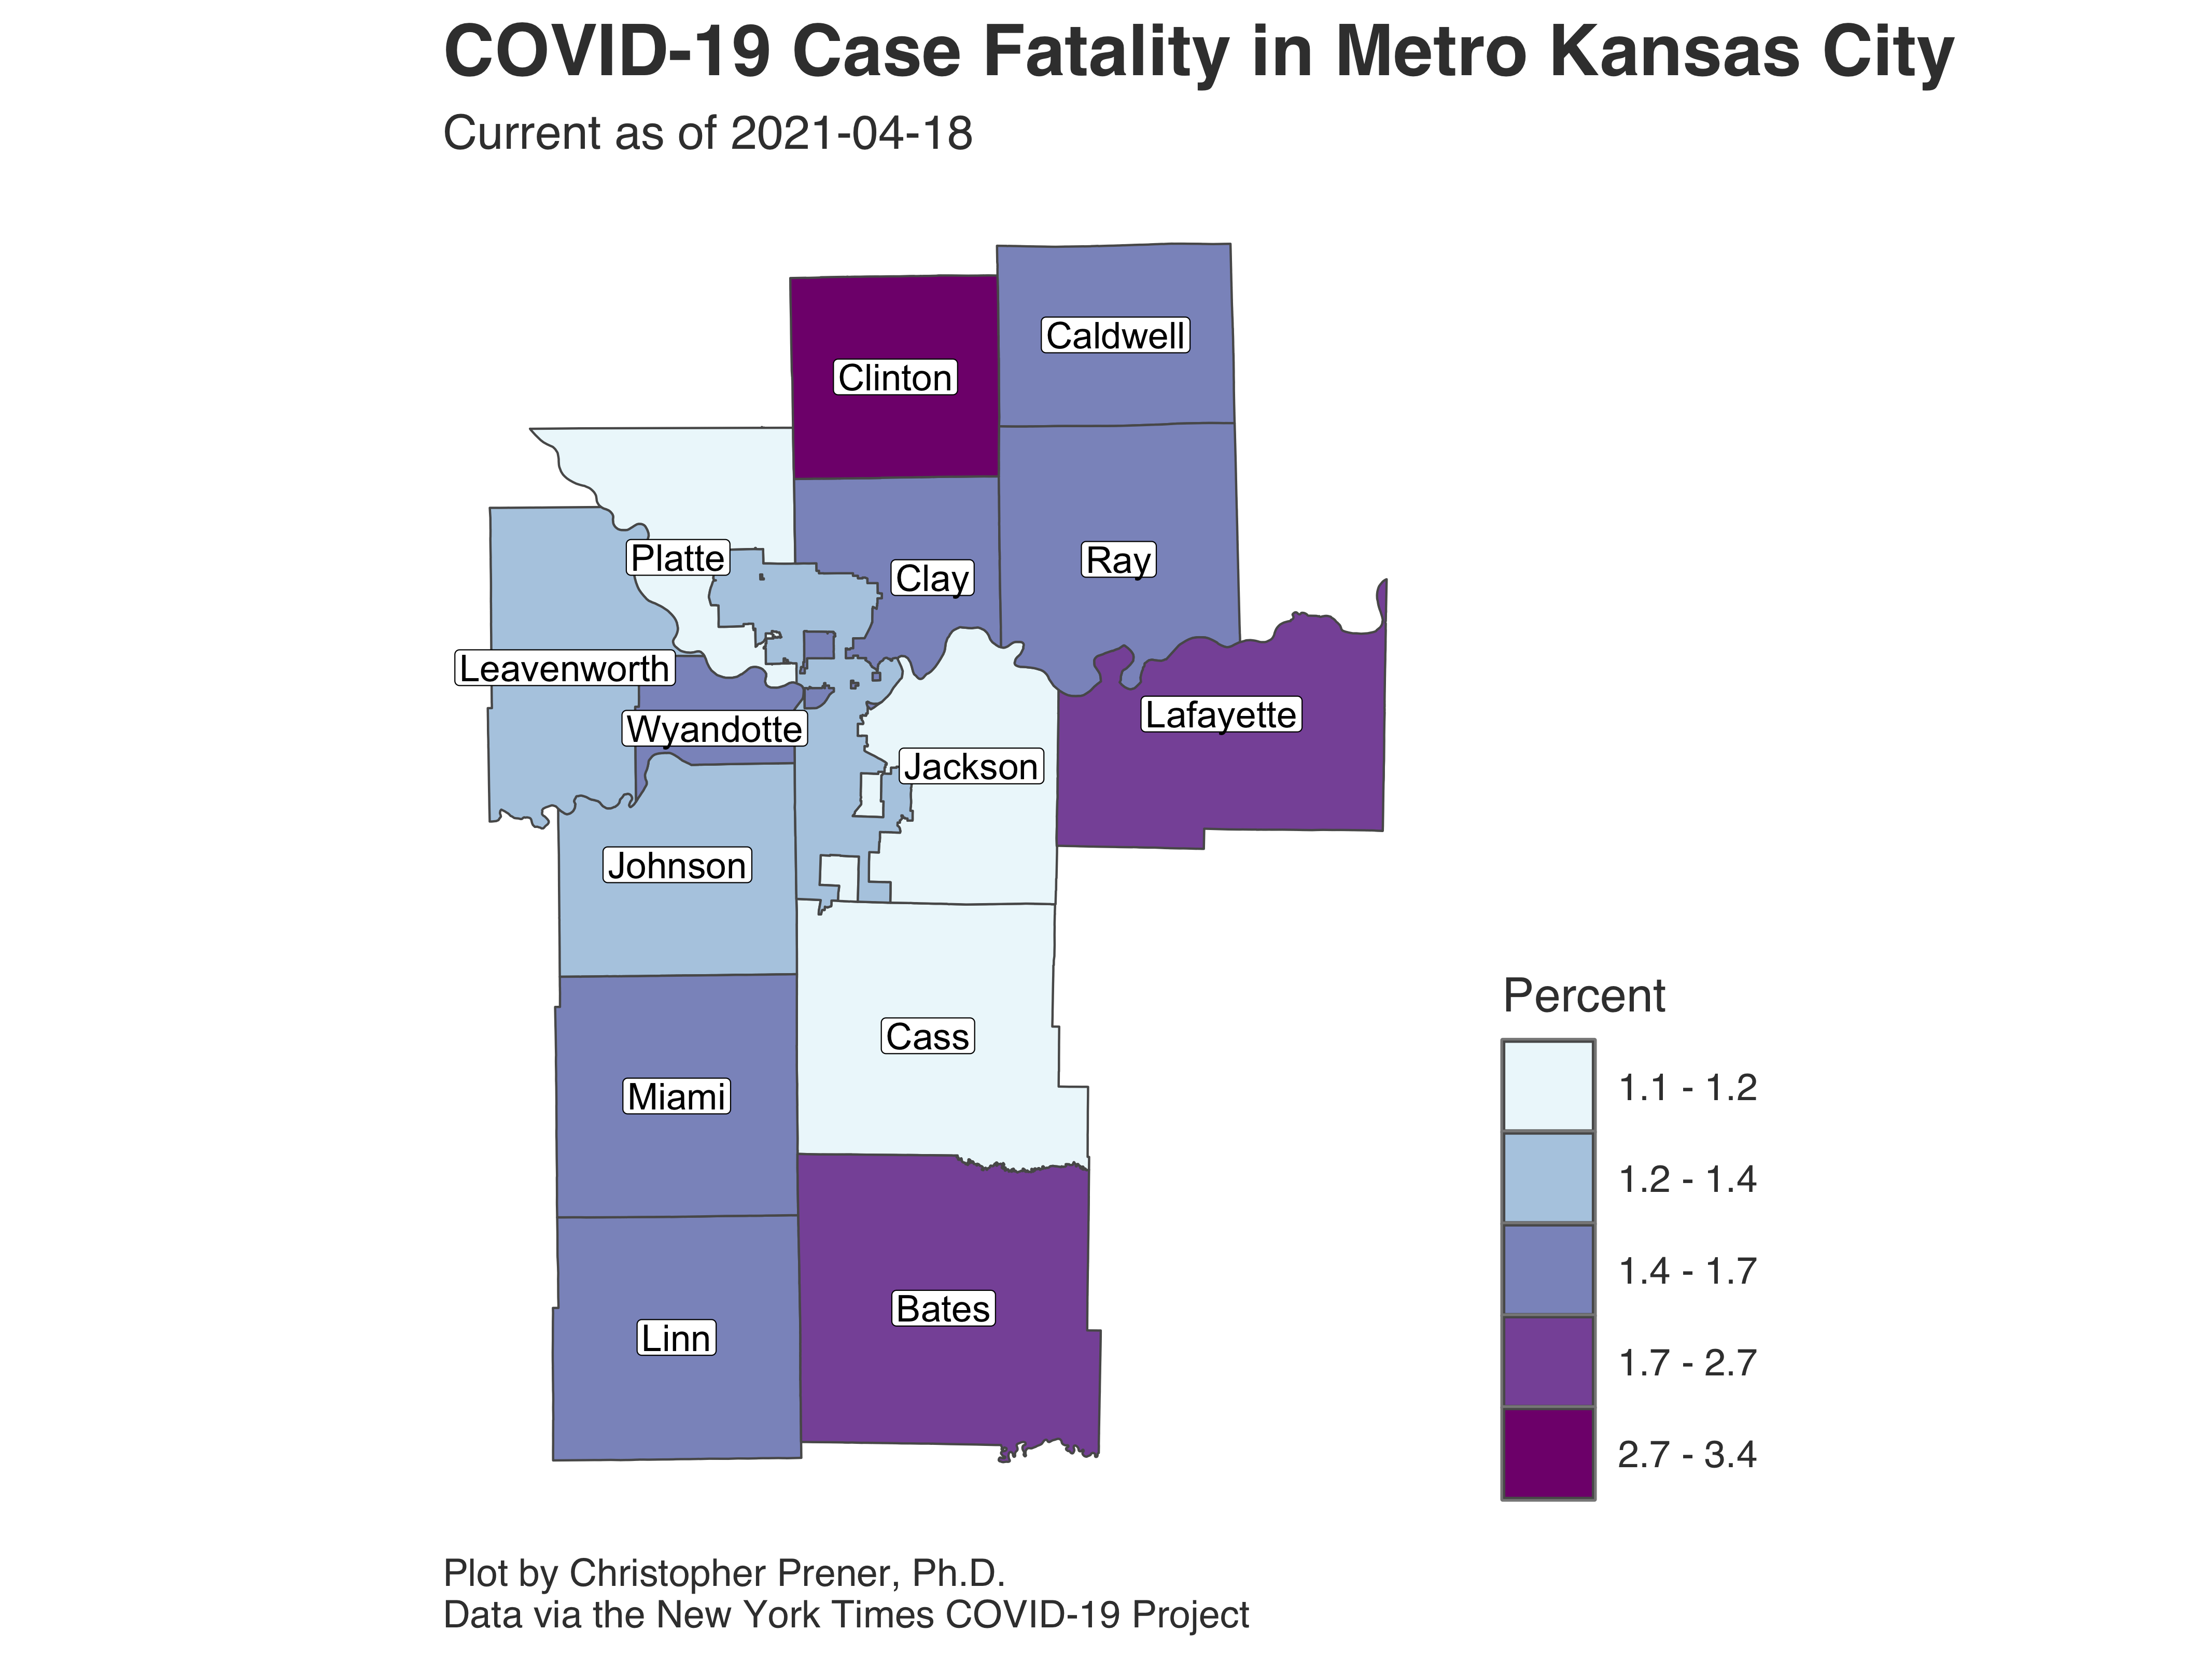 COVID-19 Case Fatality in Metro Kansas City
Current as of 2021-04-18
Caldwell
Clinton
Platte
Clay
Ray
Leavenworth
Wyandotte
Lafayette
Jackson
Johnson
Cass
Miami
Bates
Linn
Percent
1.1 - 1.2
1.2 - 1.4
1.4 - 1.7
1.7 - 2.7
2.7 - 3.4
Plot by Christopher Prener, Ph.D.
Data via the New York Times COVID-19 Project